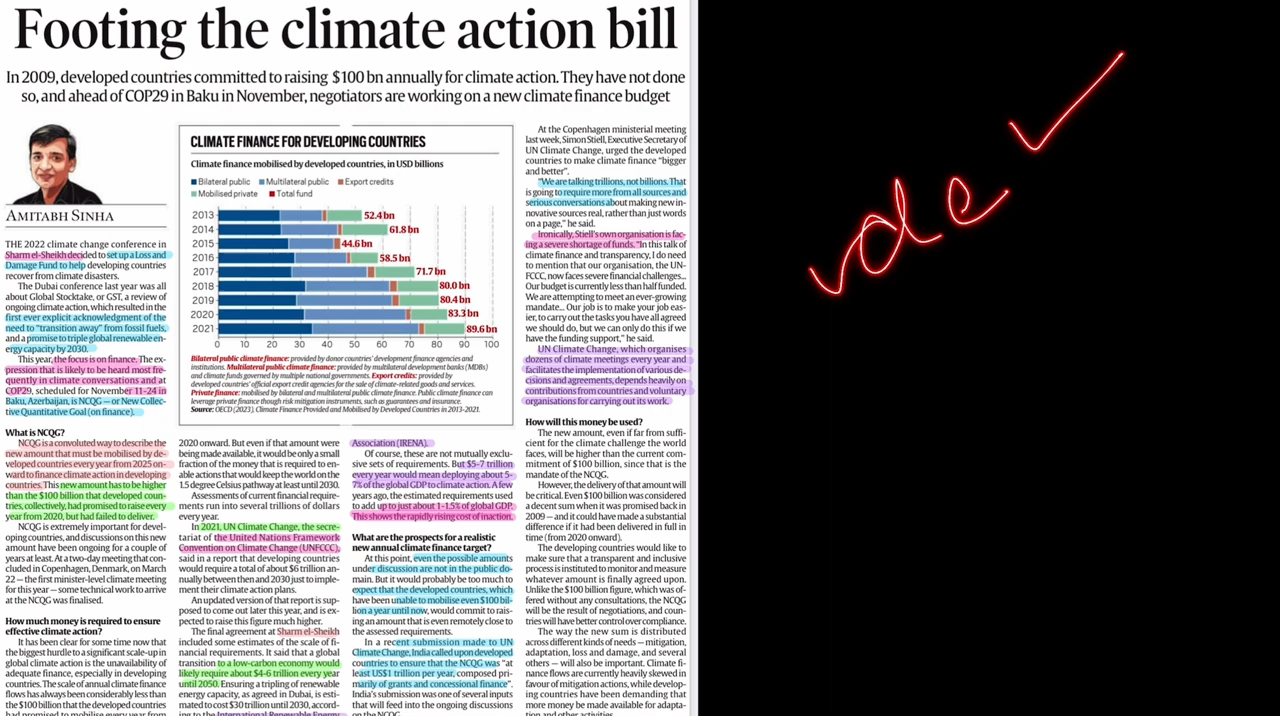 Footing the climate action bill
In 2009, developed countries committed to raising $100 bn annually for climate action. They have not done
so, and ahead of COP29 in Baku in November, negotiators are working on a new climate finance budget
AMITABH SINHA
THE 2022 climate change conference in
Sharm el-Sheikh decided to set up a Loss and
Damage Fund to help developing countries
recover from climate disasters.
The Dubai conference last year was all
about Global Stocktake, or GST, a review of
ongoing climate action, which resulted in the
first ever explicit acknowledgment of the
need to "transition away" from fossil fuels,
and a promise to triple global renewable en-
ergy capacity by 2030.
This year, the focus is on finance. The ex-
pression that is likely to be heard most fre-
quently in climate conversations and at
COP29, scheduled for November 11-24 in
Baku, Azerbaijan, is NCQG — or New Collec-
tive Quantitative Goal (on finance).
What is NCQG?
NCQG is a convoluted way to describe the
new amount that must be mobilised by de-
veloped countries every year from 2025 on-
ward to finance climate action in developing
countries. This new amount has to be higher
than the $100 billion that developed coun-
tries, collectively, had promised to raise every
year from 2020, but had failed to deliver.
NCQG is extremely important for devel-
oping countries, and discussions on this new
amount have been ongoing for a couple of
years at least. At a two-day meeting that con-
cluded in Copenhagen, Denmark, on March
22 — the first minister-level climate meeting
for this year — some technical work to arrive
at the NCQG was finalised.
How much money is required to ensure
effective climate action?
It has been clear for some time now that
the biggest hurdle to a significant scale-up in
global climate action is the unavailability of
adequate finance, especially in developing
countries. The scale of annual climate finance
flows has always been considerably less than
the $100 billion that the developed countries
had promised to mobilise every year from
CLIMATE FINANCE FOR DEVELOPING COUNTRIES
Climate finance mobilised by developed countries, in USD billions
Bilateral public Multilateral public Export credits
Mobilised private Total fund
2013 52.4 bn
2014 61.8 bn
2015 44.6 bn
2016 58.5 bn
2017 71.7 bn
2018 80.0 bn
2019 80.4 bn
2020 83.3 bn
2021 89.6 bn
0 10 20 30 40 50 60 70 80 90 100
Bilateral public climate finance: provided by donor countries' development finance agencies and
institutions. Multilateral public climate finance: provided by multilateral development banks (MDBs)
and climate funds governed by multiple national governments. Export credits: provided by
developed countries' official export credit agencies for the sale of climate-related goods and services.
Private finance: mobilised by bilateral and multilateral public climate finance. Public climate finance can
leverage private finance though risk mitigation instruments, such as guarantees and insurance.
Source: OECD (2023), Climate Finance Provided and Mobilised by Developed Countries in 2013-2021.
2020 onward. But even if that amount were
being made available, it would be only a small
fraction of the money that is required to en-
able actions that would keep the world on the
1.5 degree Celsius pathway at least until 2030.
Assessments of current financial require-
ments run into several trillions of dollars
every year.
In 2021, UN Climate Change, the secre-
tariat of the United Nations Framework
Convention on Climate Change (UNFCCC),
said in a report that developing countries
would require a total of about $6 trillion an-
nually between then and 2030 just to imple-
ment their climate action plans.
An updated version of that report is sup-
posed to come out later this year, and is ex-
pected to raise this figure much higher.
The final agreement at Sharm el-Sheikh
included some estimates of the scale of fi-
nancial requirements. It said that a global
transition to a low-carbon economy would
likely require about $4-6 trillion every year
until 2050. Ensuring a tripling of renewable
energy capacity, as agreed in Dubai, is esti-
mated to cost $30 trillion until 2030, accord-
ing to the International Renewable Energy
Association (IRENA).
Of course, these are not mutually exclu-
sive sets of requirements. But $5-7 trillion
every year would mean deploying about 5-
7% of the global GDP to climate action. A few
years ago, the estimated requirements used
to add up to just about 1-1.5% of global GDP.
This shows the rapidly rising cost of inaction.
What are the prospects for a realistic
new annual climate finance target?
At this point, even the possible amounts
under discussion are not in the public do-
main. But it would probably be too much to
expect that the developed countries, which
have been unable to mobilise even $100 bil-
lion a year until now, would commit to rais-
ing an amount that is even remotely close to
the assessed requirements.
In a recent submission made to UN
Climate Change, India called upon developed
countries to ensure that the NCQG was "at
least US$1 trillion per year, composed pri-
marily of grants and concessional finance".
India's submission was one of several inputs
that will feed into the ongoing discussions
on the NCQG.
At the Copenhagen ministerial meeting
last week, Simon Stiell, Executive Secretary of
UN Climate Change, urged the developed
countries to make climate finance "bigger
and better".
"We are talking trillions, not billions. That
is going to require more from all sources and
serious conversations about making new in-
novative sources real, rather than just words
on a page," he said.
Ironically, Stiell's own organisation is fac-
ing a severe shortage of funds. "In this talk of
climate finance and transparency, I do need
to mention that our organisation, the UN-
FCCC, now faces severe financial challenges...
Our budget is currently less than half funded.
We are attempting to meet an ever-growing
mandate... Our job is to make your job eas-
ier, to carry out the tasks you have all agreed
we should do, but we can only do this if we
have the funding support," he said.
UN Climate Change, which organises
dozens of climate meetings every year and
facilitates the implementation of various de-
cisions and agreements, depends heavily on
contributions from countries and voluntary
organisations for carrying out its work.
How will this money be used?
The new amount, even if far from suffi-
cient for the climate challenge the world
faces, will be higher than the current com-
mitment of $100 billion, since that is the
mandate of the NCQG.
However, the delivery of that amount will
be critical. Even $100 billion was considered
a decent sum when it was promised back in
2009 — and it could have made a substantial
difference if it had been delivered in full in
time (from 2020 onward).
The developing countries would like to
make sure that a transparent and inclusive
process is instituted to monitor and measure
whatever amount is finally agreed upon.
Unlike the $100 billion figure, which was of-
fered without any consultations, the NCQG
will be the result of negotiations, and coun-
tries will have better control over compliance.
The way the new sum is distributed
across different kinds of needs — mitigation,
adaptation, loss and damage, and several
others — will also be important. Climate fi-
nance flows are currently heavily skewed in
favour of mitigation activities, while develop-
ing countries have been demanding that
more money be made available for adapta-
tion and other activities.